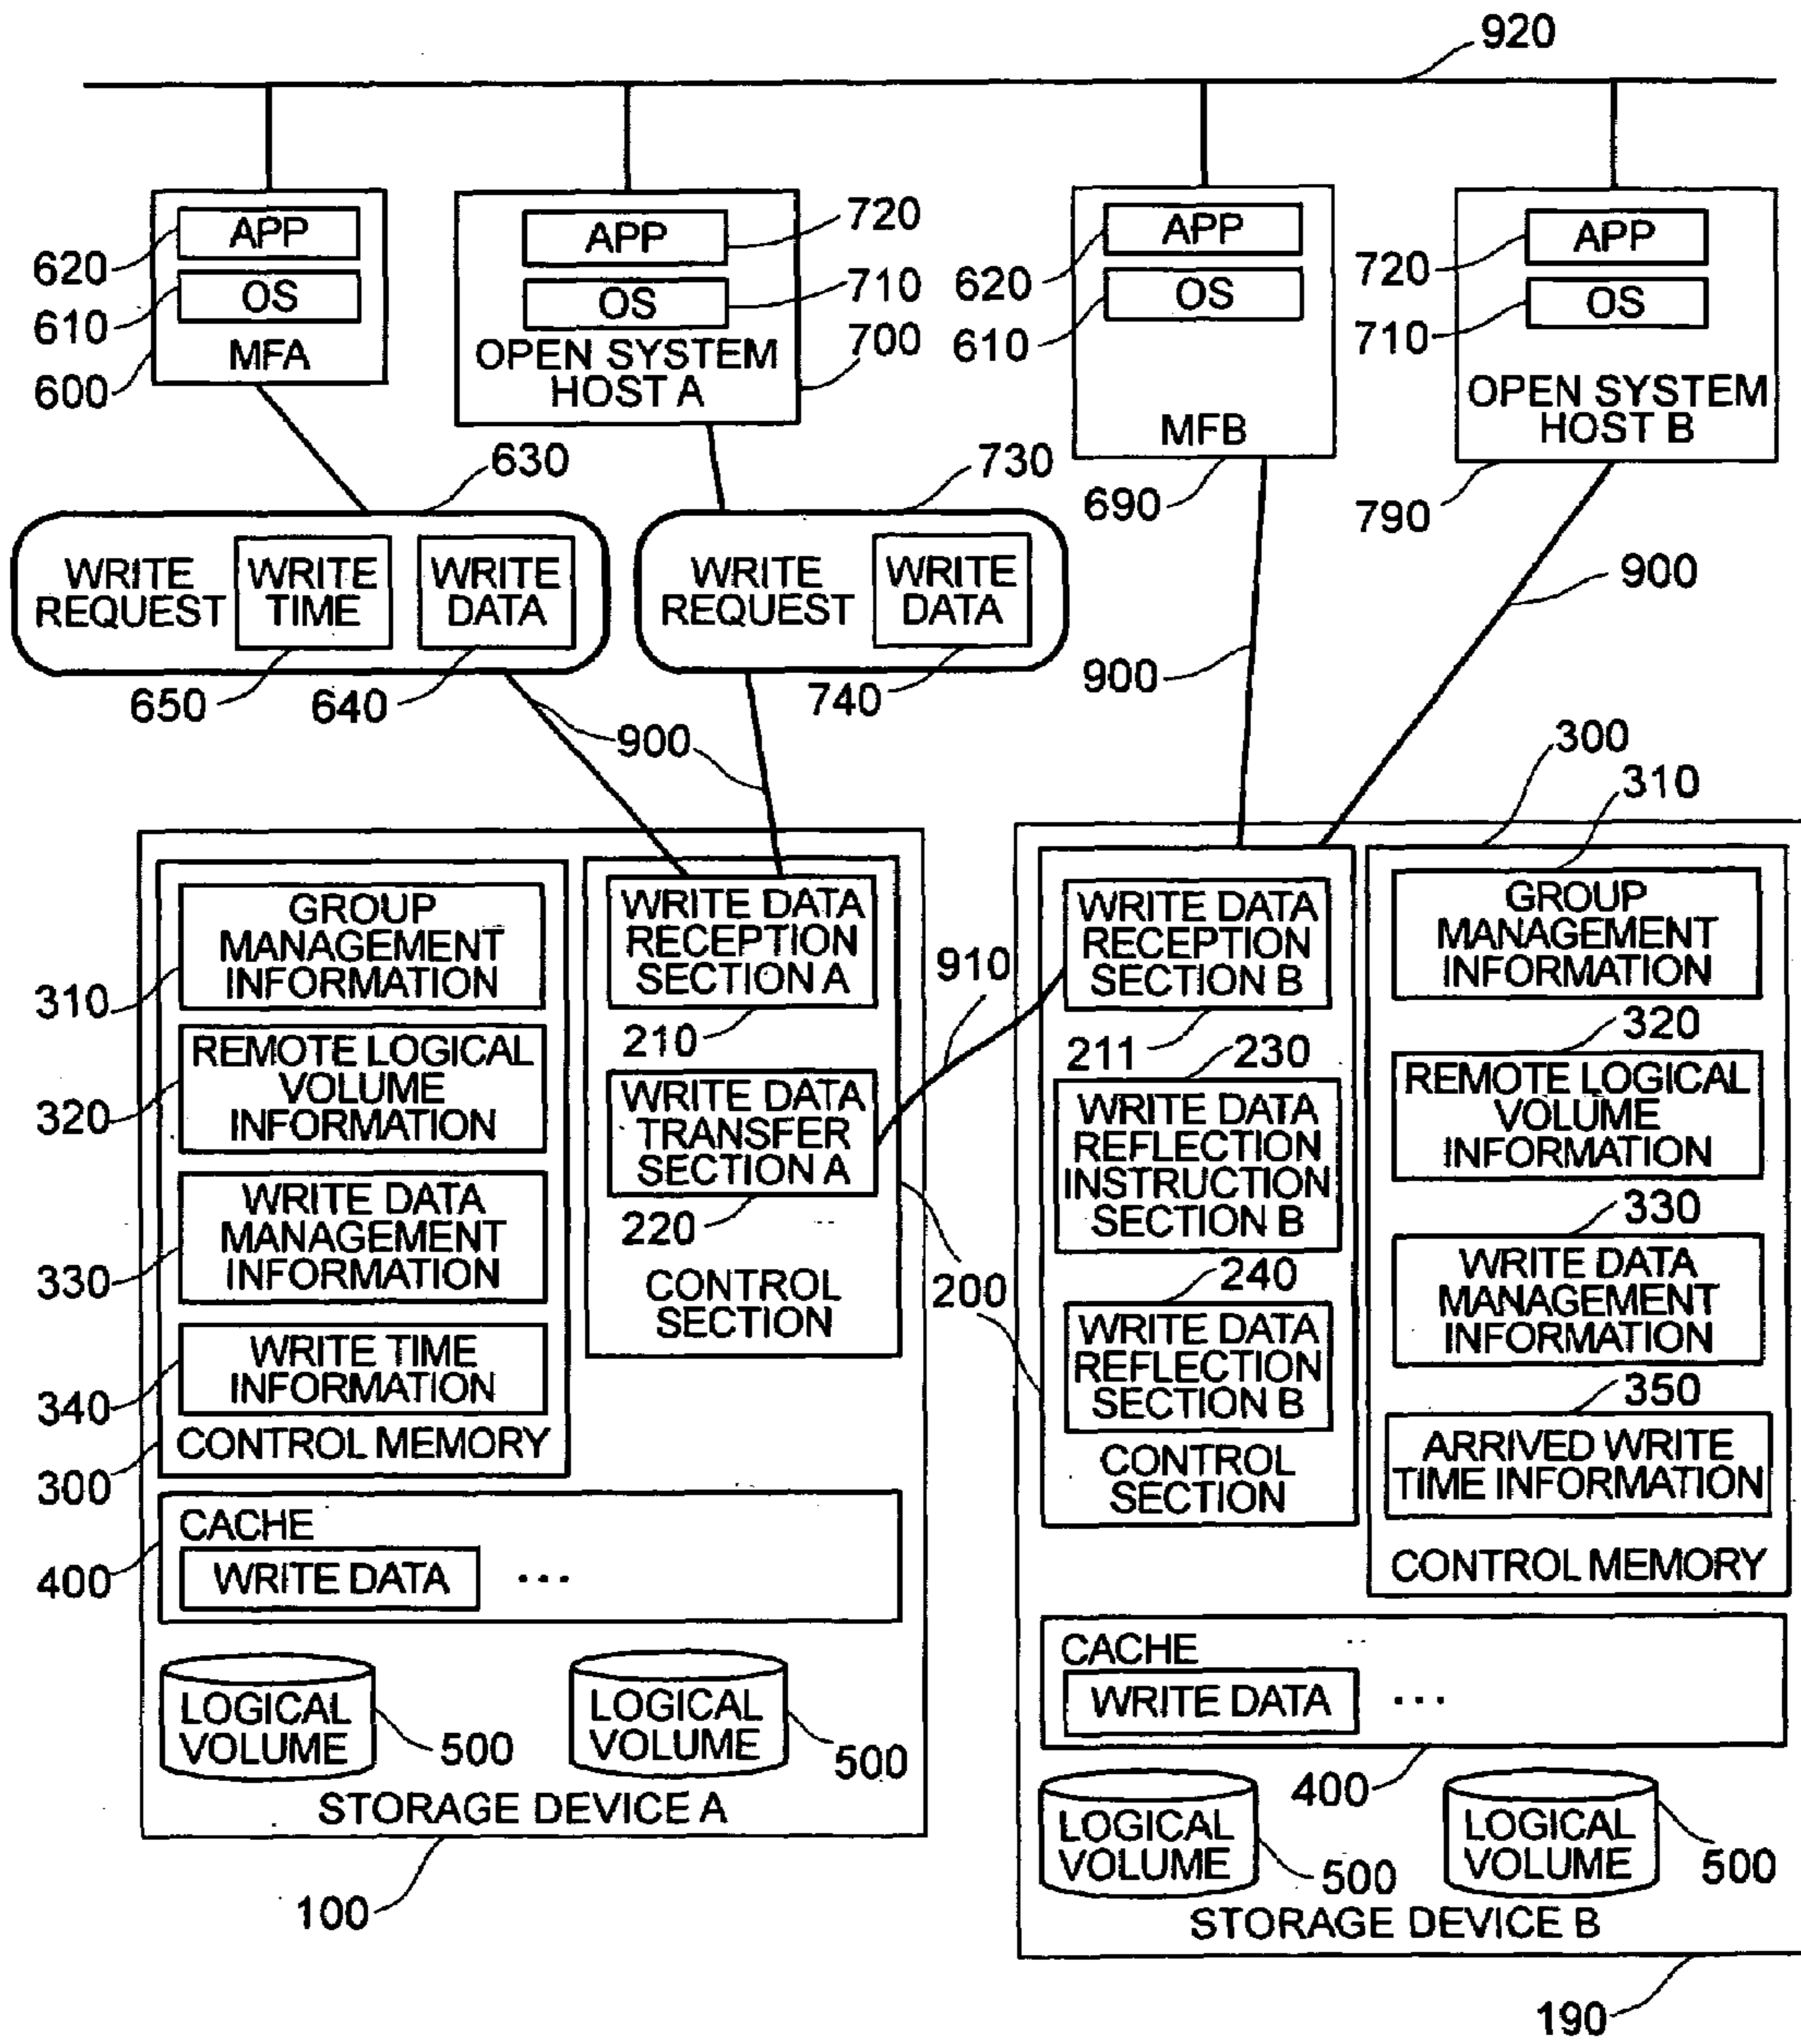 920
APP
620
OS
610
MFA
600
APP
720
OS
710
OPEN SYSTEM
HOST A
700
APP
620
OS
610
MFB
690
APP
720
OS
710
OPEN SYSTEM
HOST B
790
630
WRITE
REQUEST
WRITE
TIME
WRITE
DATA
650
640
730
WRITE
REQUEST
WRITE
DATA
740
900
900
900
GROUP
MANAGEMENT
INFORMATION
310
REMOTE LOGICAL
VOLUME
INFORMATION
320
WRITE DATA
MANAGEMENT
INFORMATION
330
WRITE TIME
INFORMATION
340
CONTROL MEMORY
300
WRITE DATA
RECEPTION
SECTION A
210
WRITE DATA
TRANSFER
SECTION A
220
CONTROL
SECTION
200
910
CACHE
WRITE DATA
...
400
LOGICAL
VOLUME
500
LOGICAL
VOLUME
500
STORAGE DEVICE A
100
WRITE DATA
RECEPTION
SECTION B
211
230
WRITE DATA
REFLECTION
INSTRUCTION
SECTION B
240
WRITE DATA
REFLECTION
SECTION B
CONTROL
SECTION
300
310
GROUP
MANAGEMENT
INFORMATION
320
REMOTE LOGICAL
VOLUME
INFORMATION
330
WRITE DATA
MANAGEMENT
INFORMATION
350
ARRIVED WRITE
TIME INFORMATION
CONTROL MEMORY
CACHE
WRITE DATA
...
400
LOGICAL
VOLUME
500
LOGICAL
VOLUME
500
STORAGE DEVICE B
190